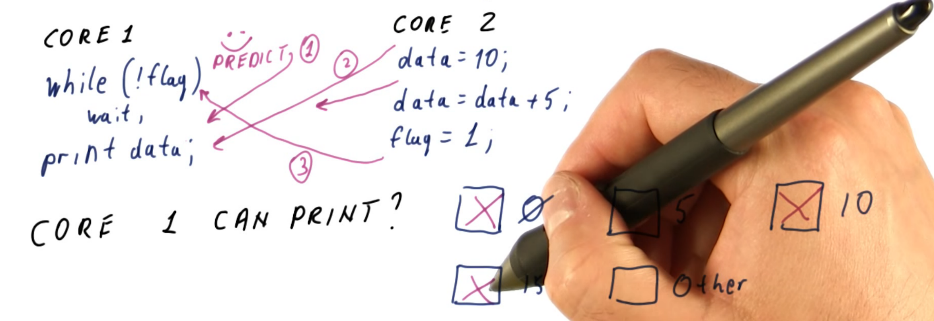 CORE 1
while (!flag)
wait,
print data;
PREDICT, 1
2
3
CORE 2
data = 10;
data = data + 5;
flag = 1;
CORE 1 CAN PRINT?
0 5 10
15 Other